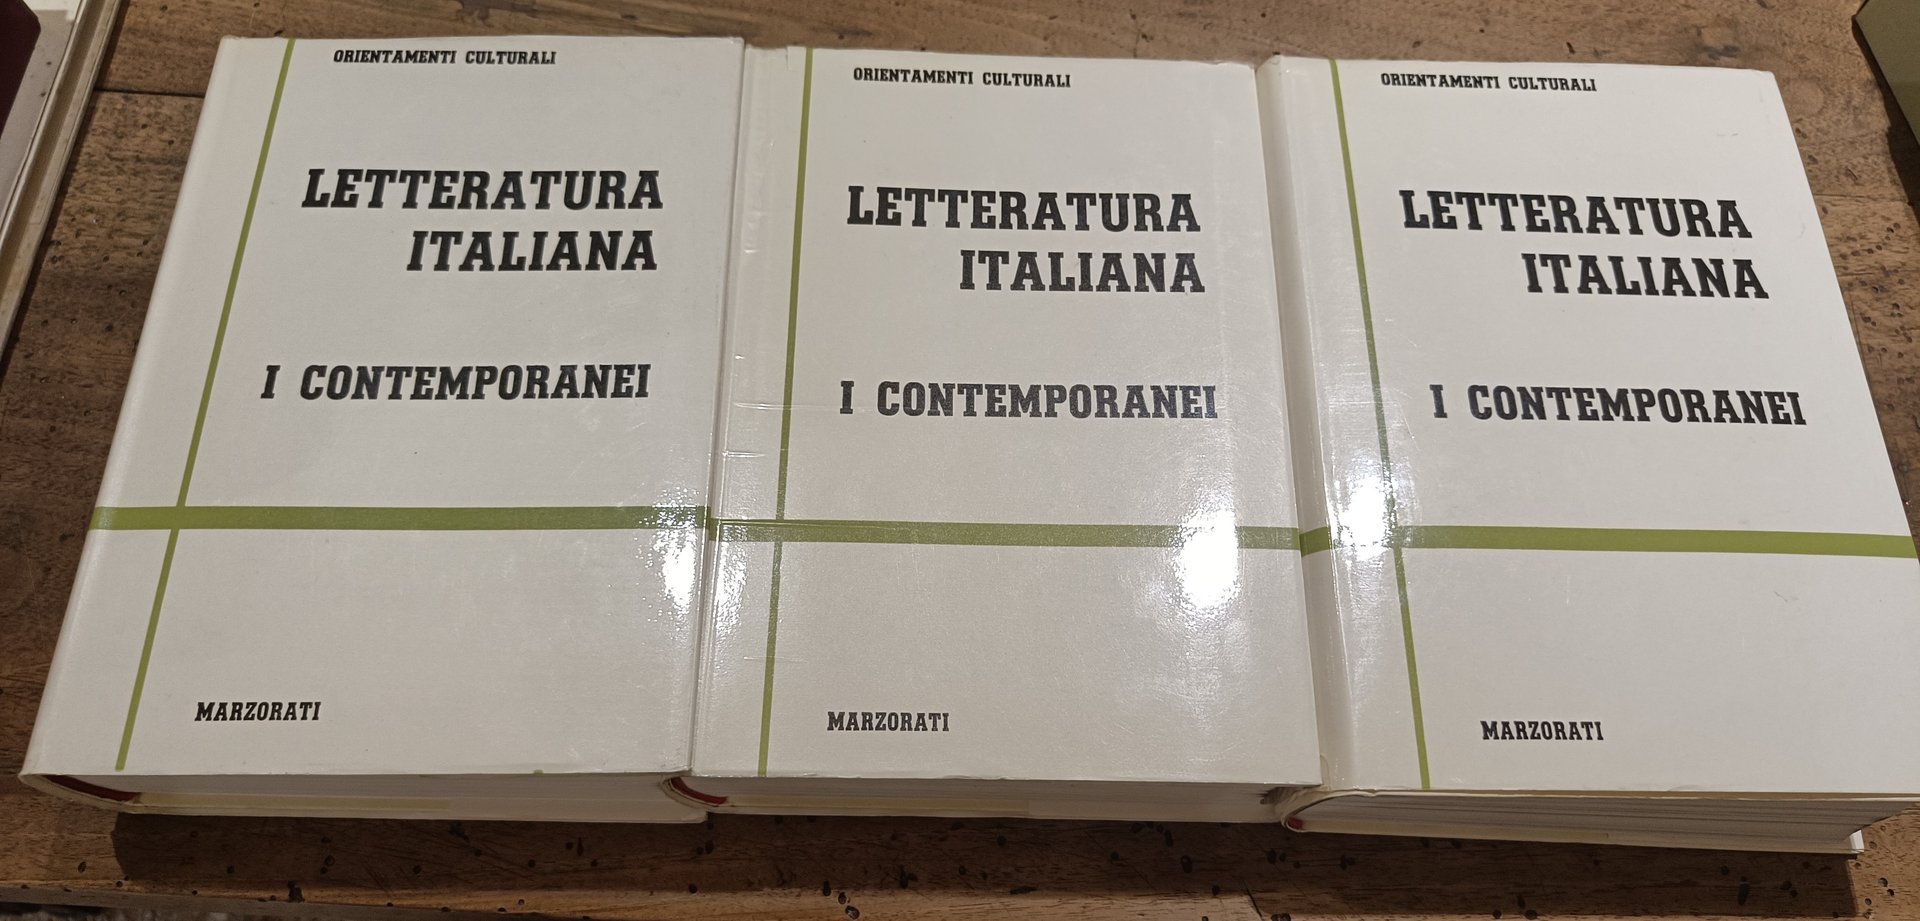 ORIENTAMENTI CULTURALI
LETTERATURA
ITALIANA
I CONTEMPORANEI
MARZORATI
ORIENTAMENTI CULTURALI
LETTERATURA
ITALIANA
I CONTEMPORANEI
MARZORATI
ORIENTAMENTI CULTURALI
LETTERATURA
ITALIANA
I CONTEMPORANEI
MARZORATI